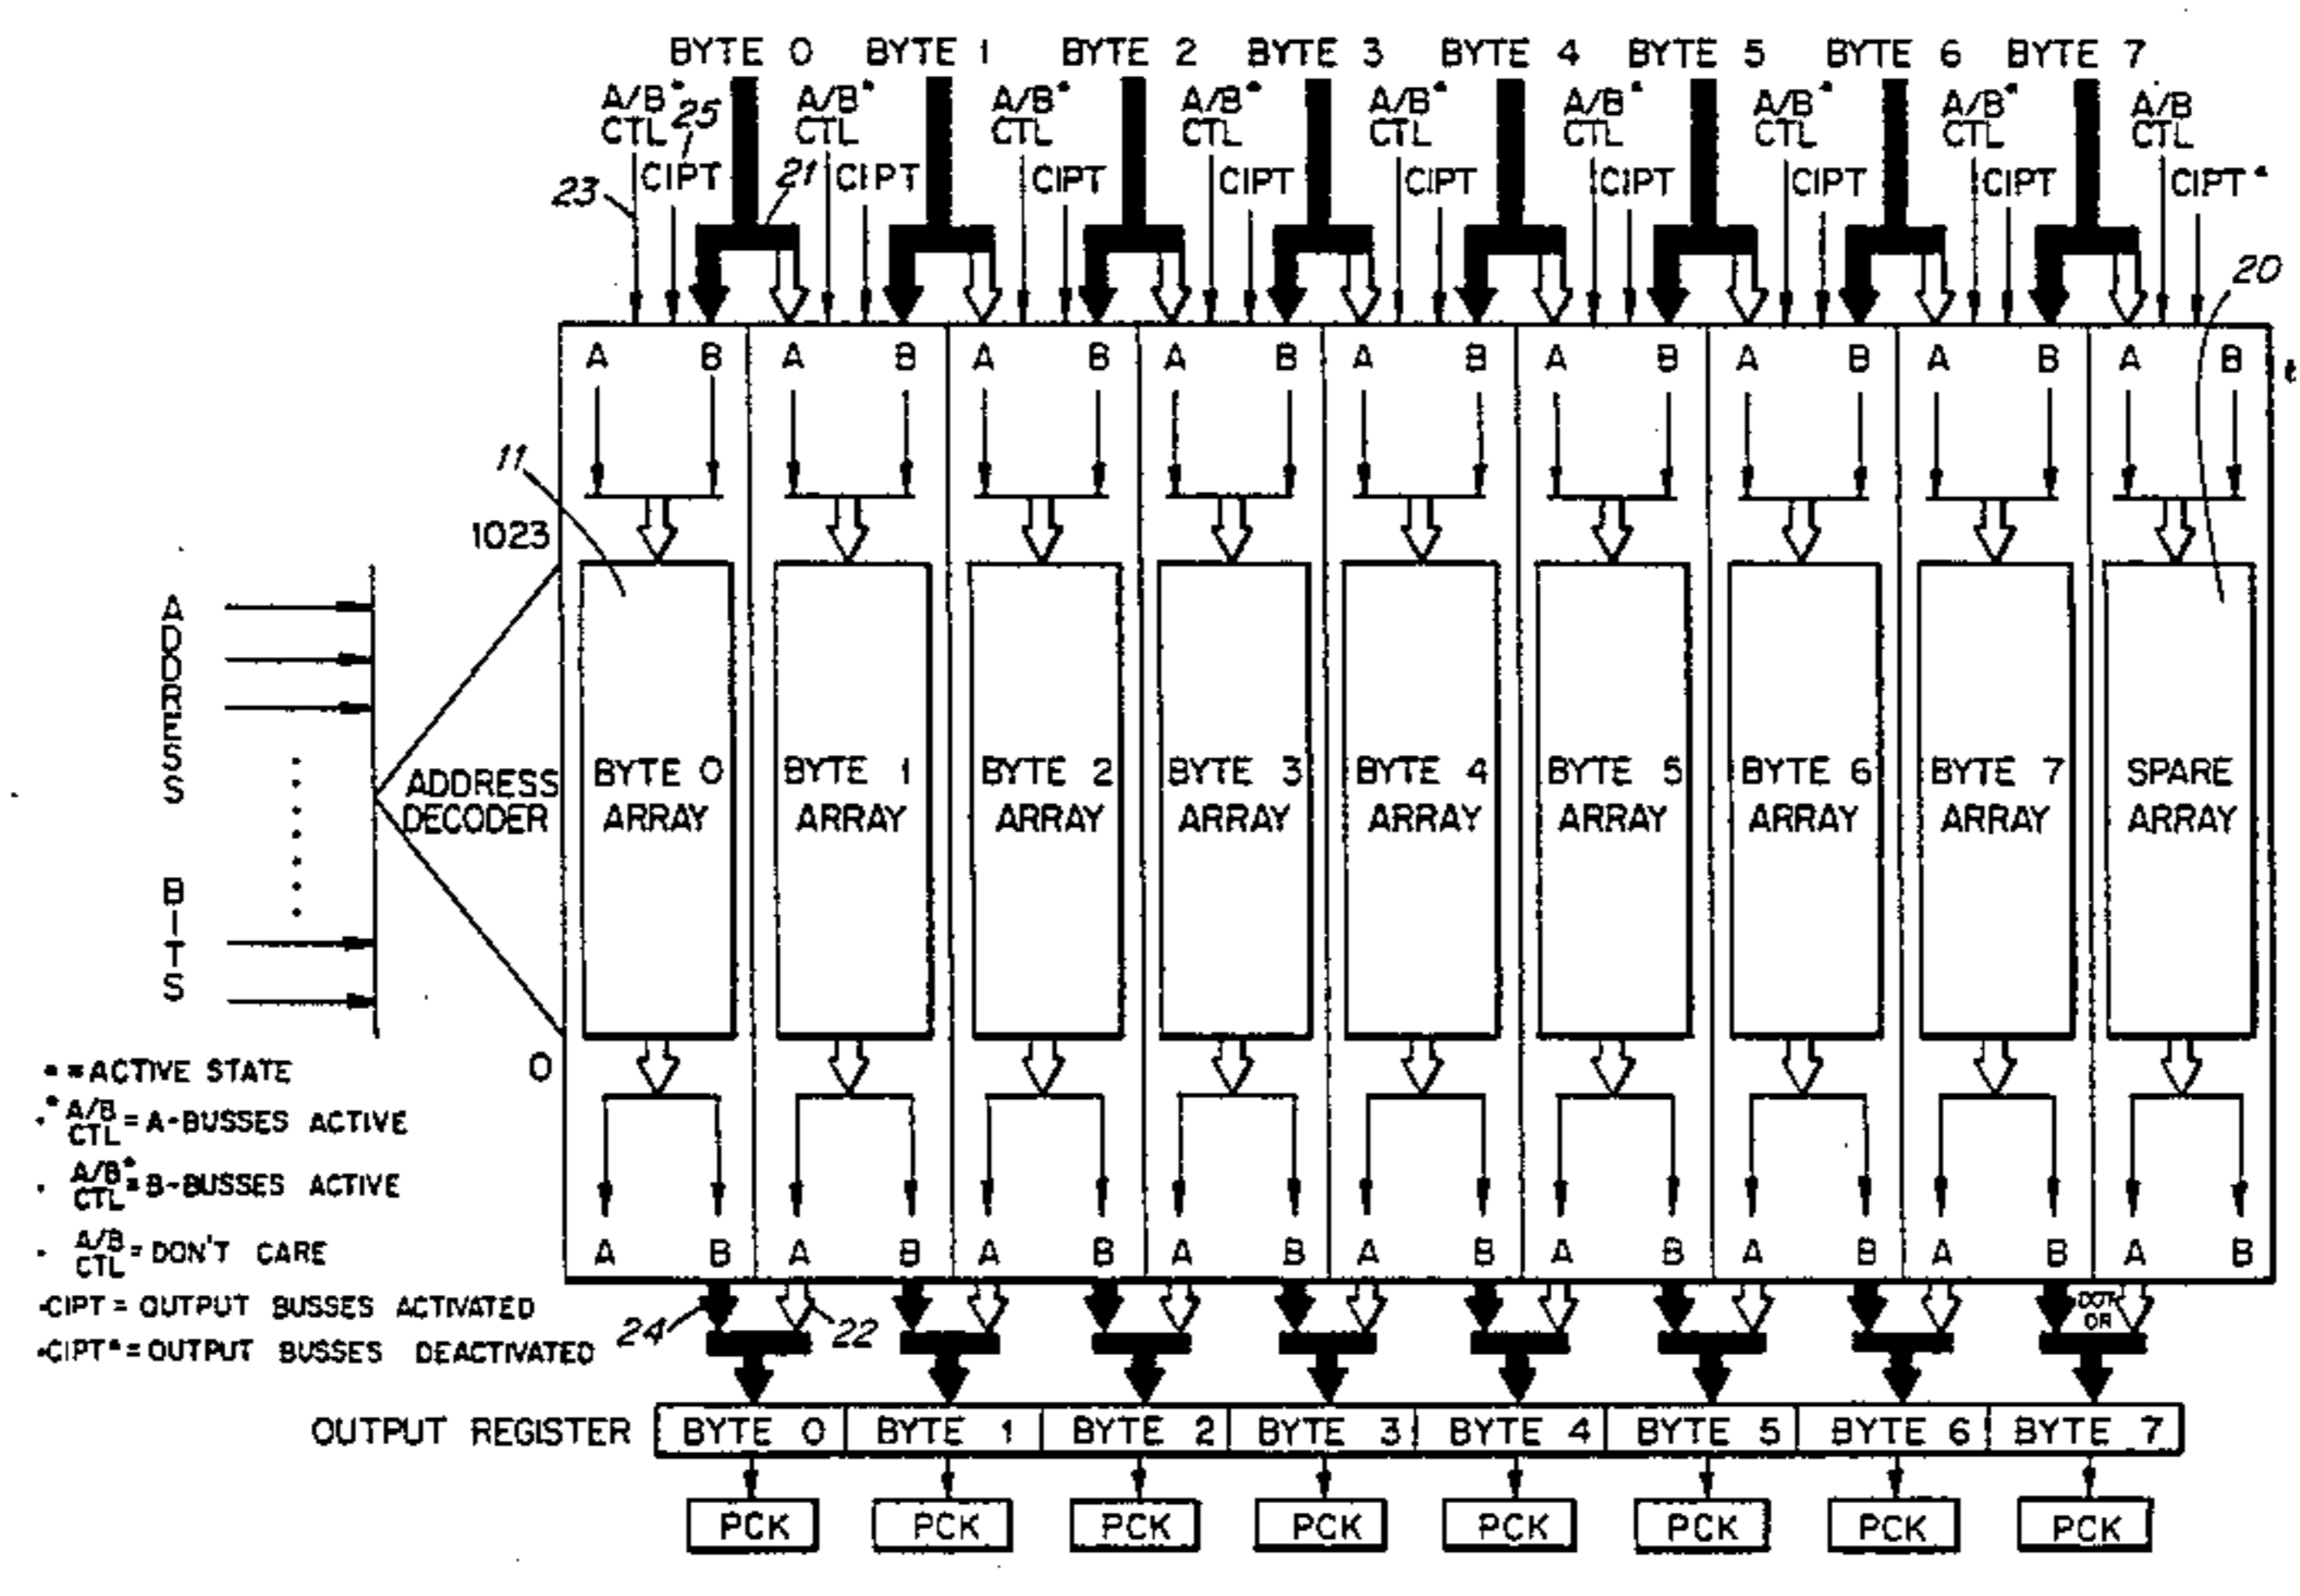 BYTE 0 BYTE 1 BYTE 2 BYTE 3 BYTE 4 BYTE 5 BYTE 6 BYTE 7
A/B* A/B* A/B* A/B* A/B* A/B* A/B* A/B* A/B
CTL 25 CTL CTL CTL CTL CTL CTL CTL CTL
23 CIPT 21 CIPT CIPT CIPT CIPT CIPT CIPT CIPT CIPT*
20
A B A B A B A B A B A B A B A B A B
11
1023
ADDRESS BITS
ADDRESS
DECODER
BYTE 0 BYTE 1 BYTE 2 BYTE 3 BYTE 4 BYTE 5 BYTE 6 BYTE 7 SPARE
ARRAY ARRAY ARRAY ARRAY ARRAY ARRAY ARRAY ARRAY ARRAY
0
* = ACTIVE STATE
• *A/B CTL = A-BUSSES ACTIVE
• A/B* CTL = B-BUSSES ACTIVE
• A/B CTL = DON'T CARE
•CIPT = OUTPUT BUSSES ACTIVATED
•CIPT* = OUTPUT BUSSES DEACTIVATED
A B A B A B A B A B A B A B A B A B
24 22
DOT
OR
OUTPUT REGISTER BYTE 0 BYTE 1 BYTE 2 BYTE 3 BYTE 4 BYTE 5 BYTE 6 BYTE 7
PCK PCK PCK PCK PCK PCK PCK PCK